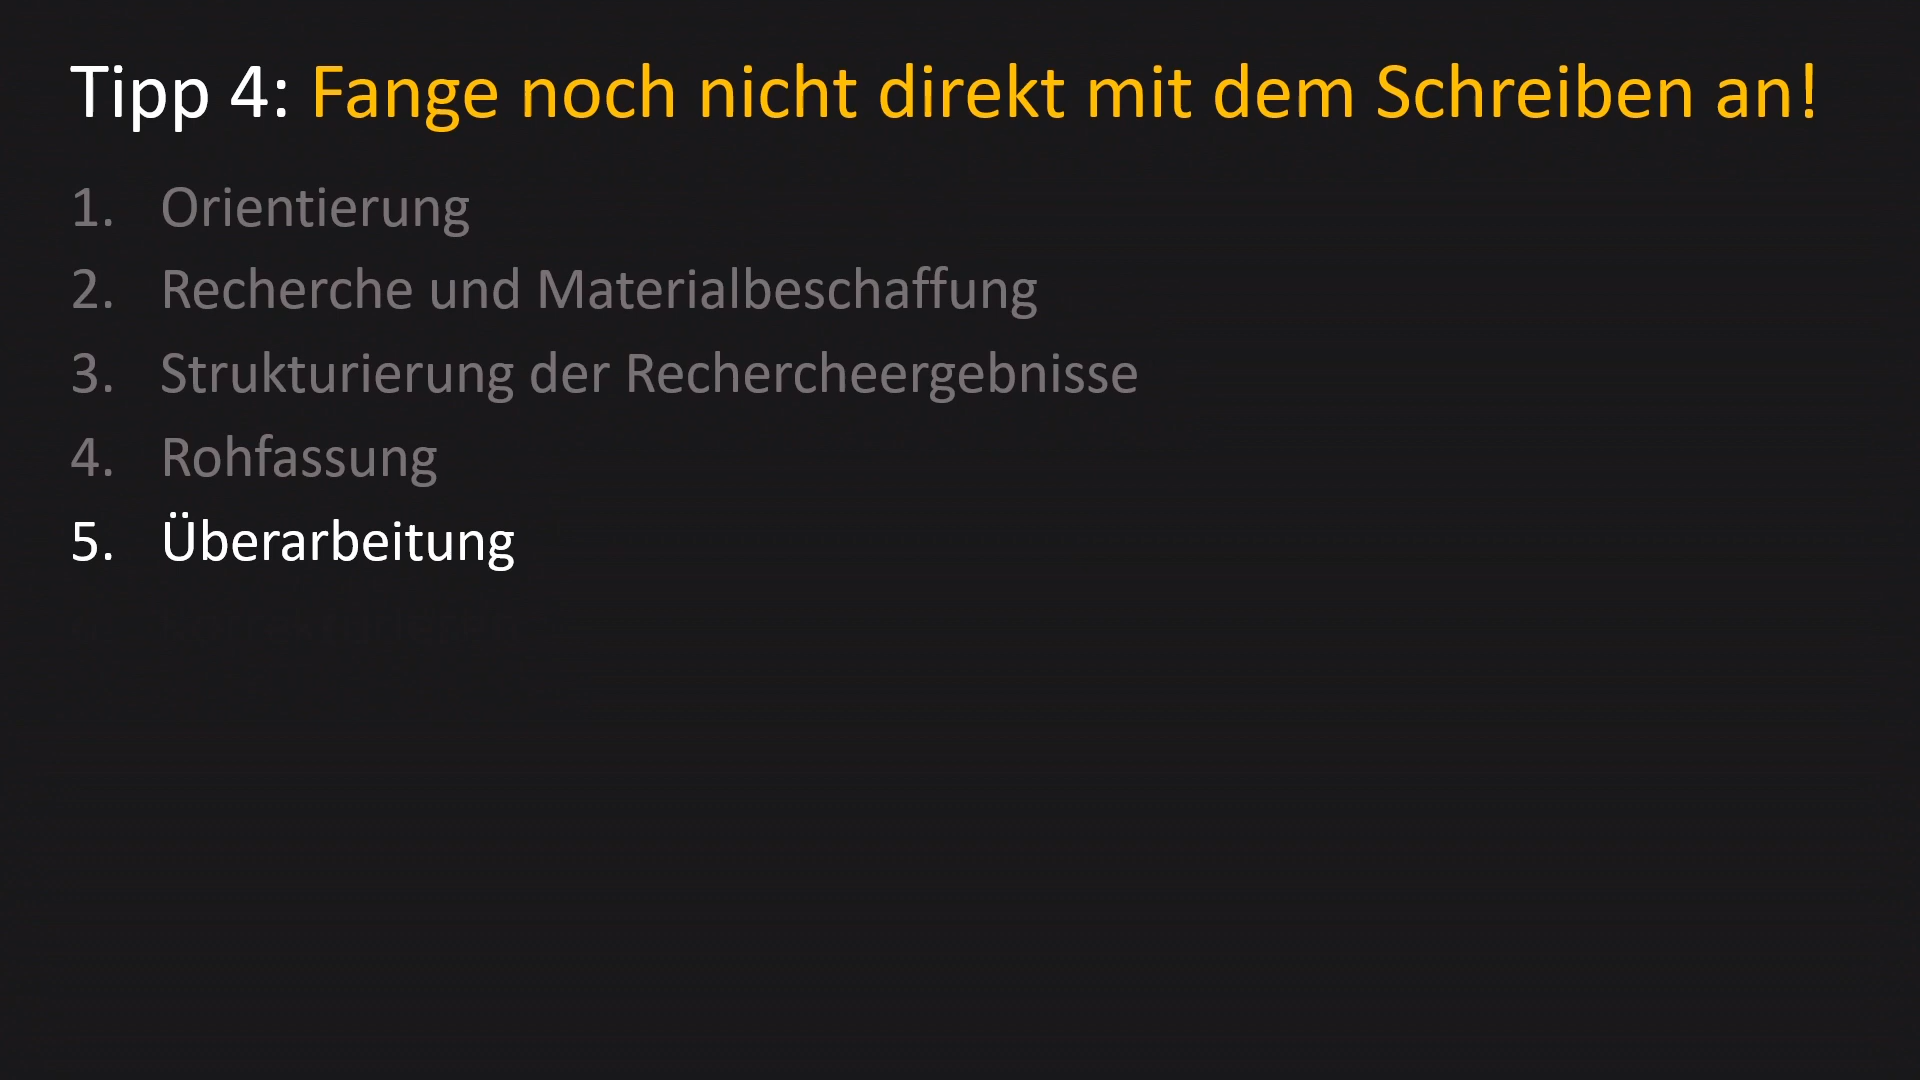 Tipp 4: Fange noch nicht direkt mit dem Schreiben an!
1. Orientierung
2. Recherche und Materialbeschaffung
3. Strukturierung der Rechercheergebnisse
4. Rohfassung
5. Überarbeitung